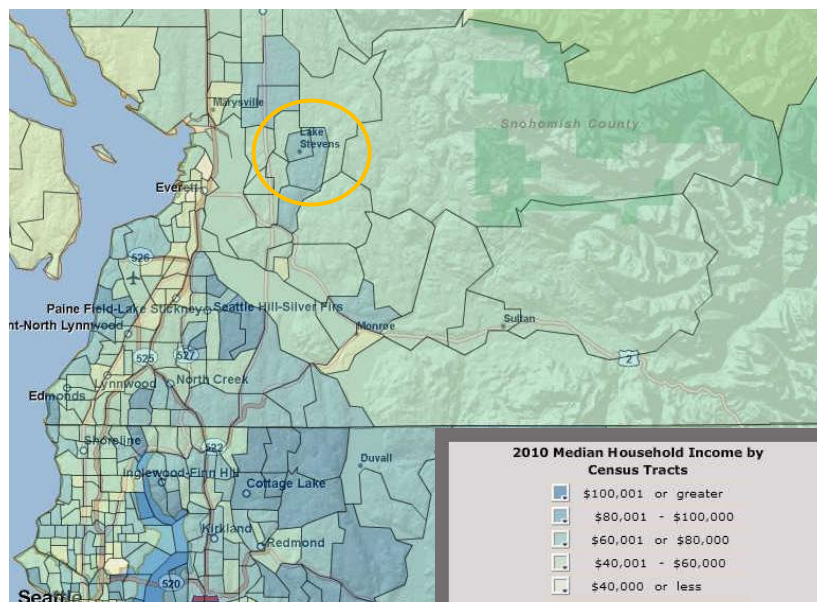 Marysville
Lake
Stevens
Snohomish County
Everett
526
Paine Field-Lake Stickney
Seattle Hill-Silver Firs
nt-North Lynnwood
Monroe
Sultan
2
525
527
Lynnwood
North Creek
Edmonds
Shoreline
522
Duvall
Inglewood-Finn Hill
Cottage Lake
Kirkland
Redmond
520
Seattle
2010 Median Household Income by
Census Tracts
$100,001 or greater
$80,001 - $100,000
$60,001 or $80,000
$40,001 - $60,000
$40,000 or less